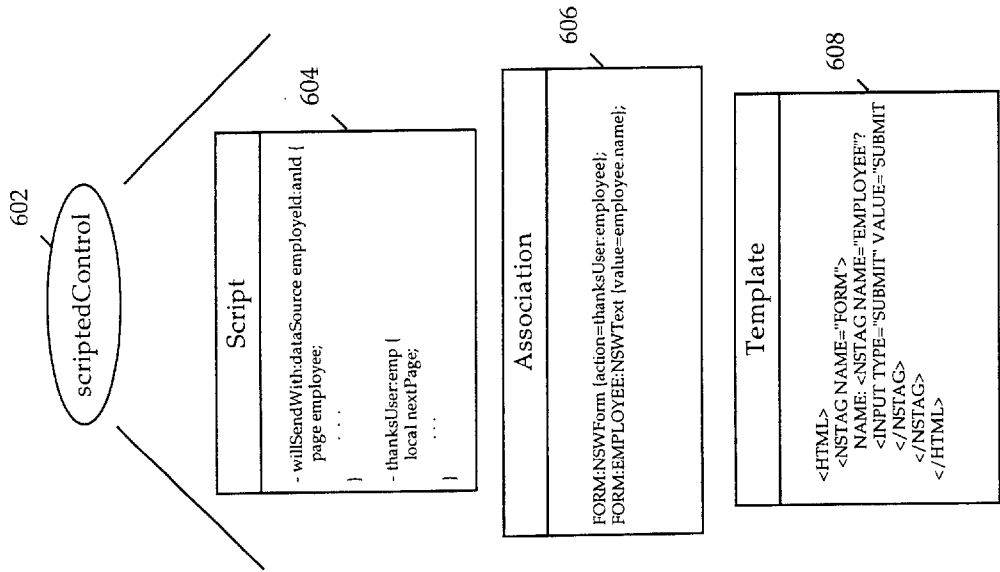 602
scriptedControl
604
Script
- willSendWith:dataSource employeeId:anId {
page employee;
. . .
}
- thanksUser:emp {
local nextPage;
. . .
}
606
Association
FORM:NSWForm {action=thanksUser:employee};
FORM:EMPLOYEE:NSWText {value=employee.name};
608
Template
<HTML>
<NSTAG NAME="FORM">
NAME: <NSTAG NAME="EMPLOYEE"?
<INPUT TYPE="SUBMIT" VALUE="SUBMIT
</NSTAG>
</NSTAG>
</HTML>